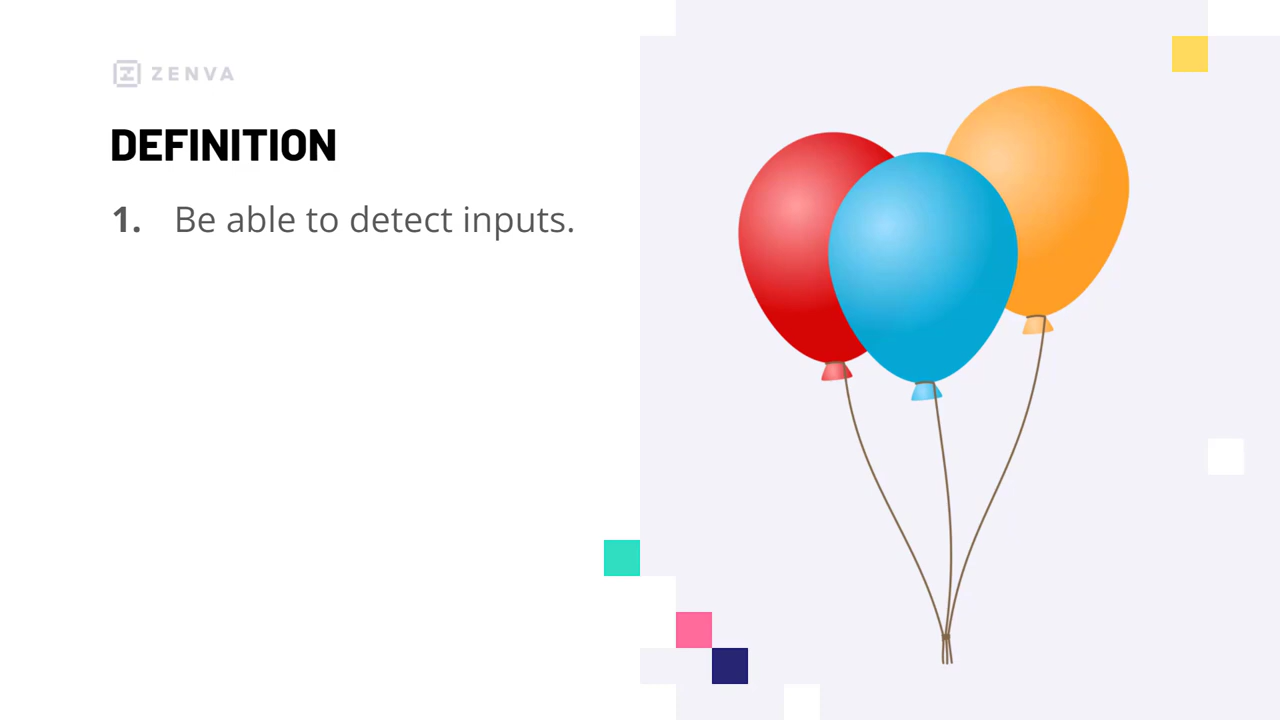 ZENVA
DEFINITION
1. Be able to detect inputs.